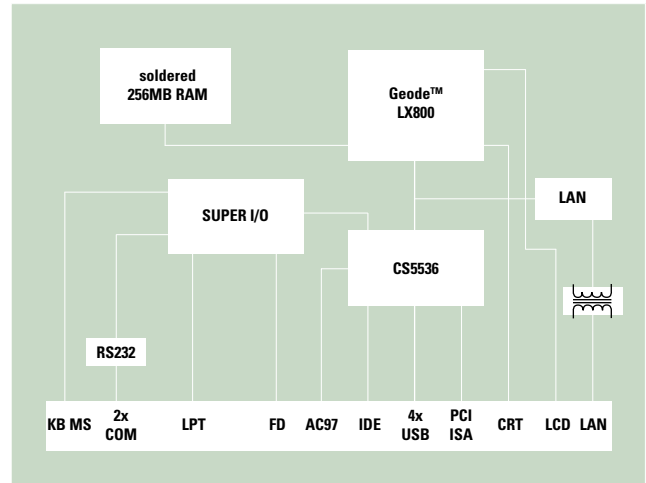 soldered
256MB RAM
Geode™
LX800
LAN
SUPER I/O
CS5536
RS232
KB MS
2x
COM
LPT
FD
AC97
IDE
4x
USB
PCI
ISA
CRT
LCD
LAN